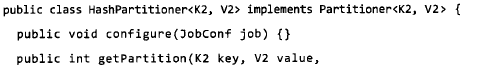 public class HashPartitioner<K2, V2> implements Partitioner<K2, V2> {
public void configure(JobConf job) {}
public int getPartition(K2 key, V2 value,